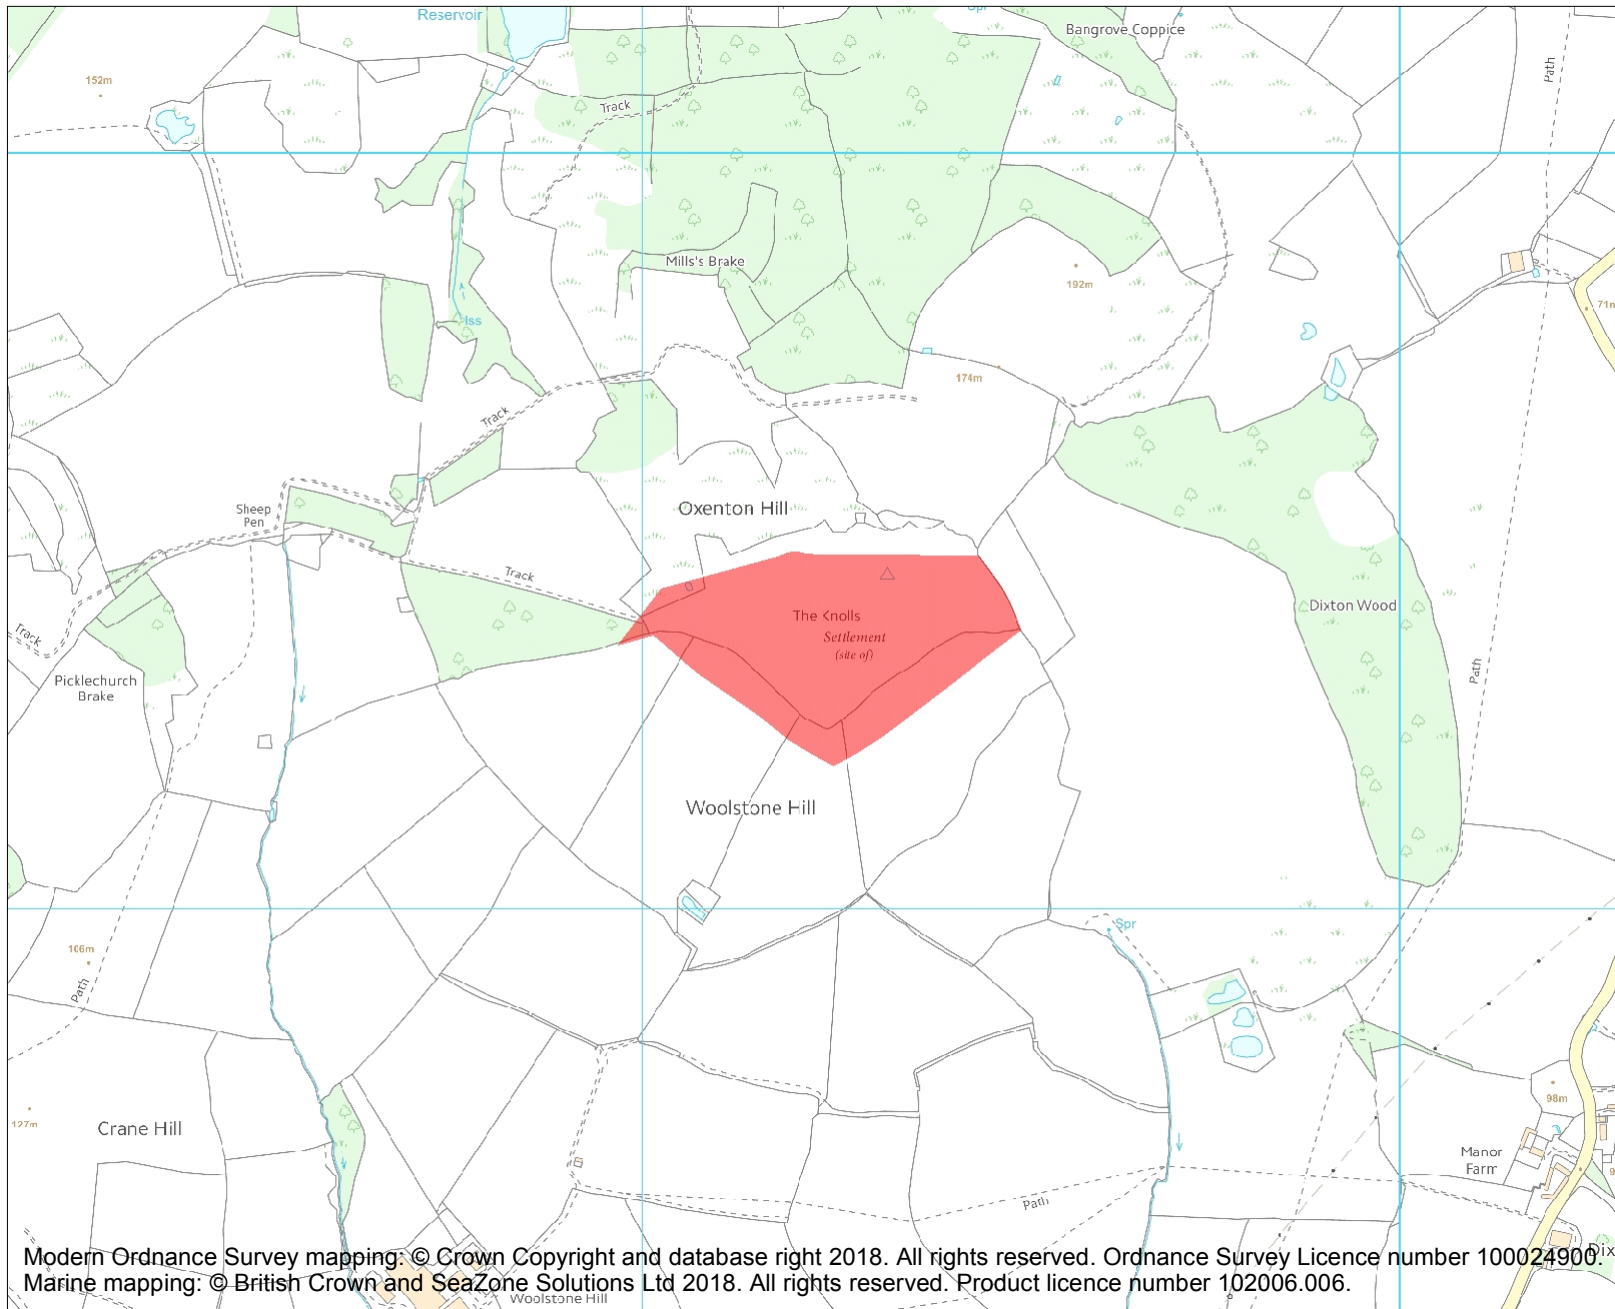 Reservoir
Spr
Bangrove Coppice
Path
152m
Track
Mills's Brake
192m
71m
Iss
174m
Track
Sheep
Pen
Oxenton Hill
Track
The Knolls
Settlement
(site of)
Dixton Wood
Track
Path
Picklechurch
Brake
Woolstone Hill
Spr
106m
Path
98m
127m
Crane Hill
Manor
Farm
Path
Dix
Modern Ordnance Survey mapping: © Crown Copyright and database right 2018. All rights reserved. Ordnance Survey Licence number 100024900.
Marine mapping: © British Crown and SeaZone Solutions Ltd 2018. All rights reserved. Product licence number 102006.006.
Woolstone Hill